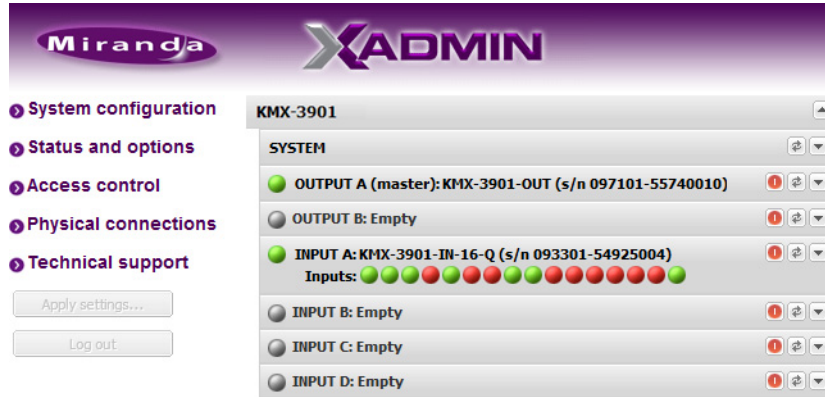 Miranda
XADMIN
System configuration
Status and options
Access control
Physical connections
Technical support
Apply settings...
Log out
KMX-3901
SYSTEM
OUTPUT A (master): KMX-3901-OUT (s/n 097101-55740010)
OUTPUT B: Empty
INPUT A: KMX-3901-IN-16-Q (s/n 093301-54925004)
Inputs:
INPUT B: Empty
INPUT C: Empty
INPUT D: Empty